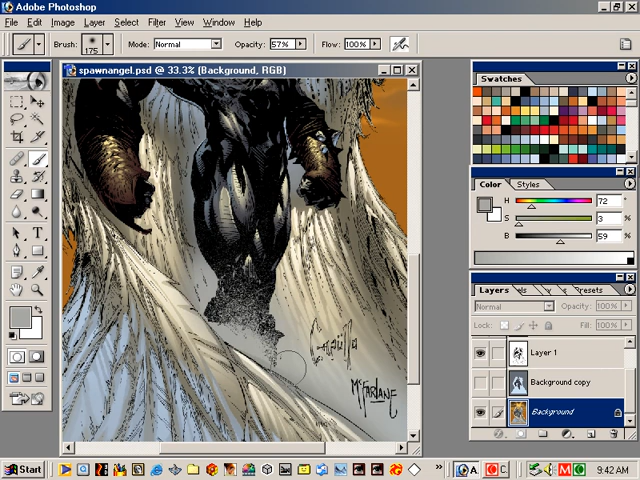 Adobe Photoshop
File Edit Image Layer Select Filter View Window Help
Brush: 175 Mode: Normal Opacity: 57% Flow: 100%
spawnangel.psd @ 33.3% (Background, RGB)
Swatches
Color Styles
H 72 °
S 3 %
B 59 %
Layers
Normal Opacity: 100%
Lock: Fill: 100%
Layer 1
Background copy
Background
McFARLANE
Start
A.
C.
9:42 AM